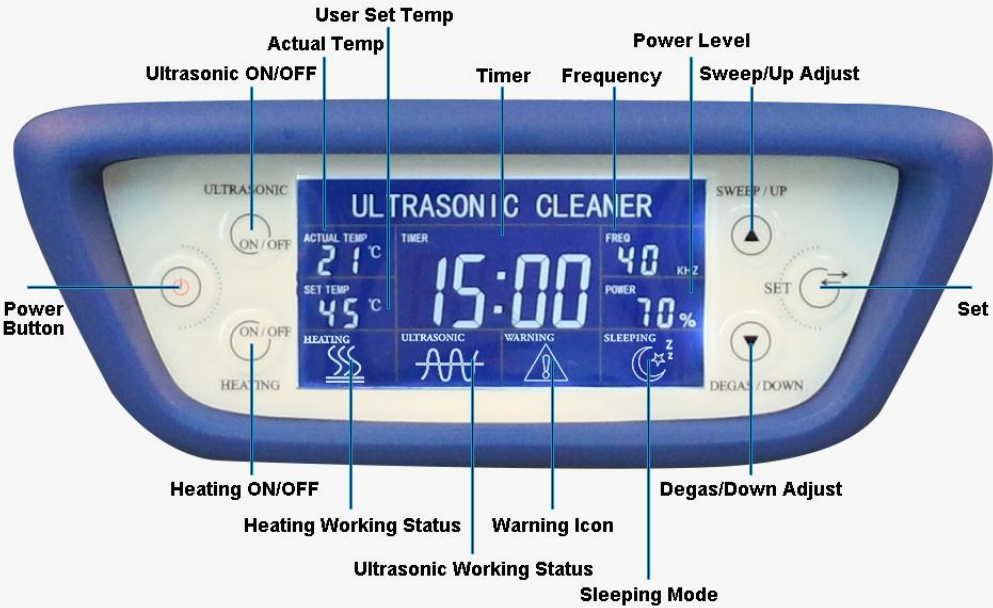 User Set Temp
Actual Temp
Power Level
Ultrasonic ON/OFF
Timer
Frequency
Sweep/Up Adjust
ULTRASONIC
SWEEP / UP
ULTRASONIC CLEANER
ON/OFF
ACTUAL TEMP
21 °C
TIMER
15:00
FREQ
40 KHZ
SET TEMP
45 °C
POWER
70%
SET
Power
Button
Set
ON/OFF
HEATING
ULTRASONIC
WARNING
SLEEPING
Z
z
HEATING
DEGAS / DOWN
Heating ON/OFF
Degas/Down Adjust
Heating Working Status
Warning Icon
Ultrasonic Working Status
Sleeping Mode